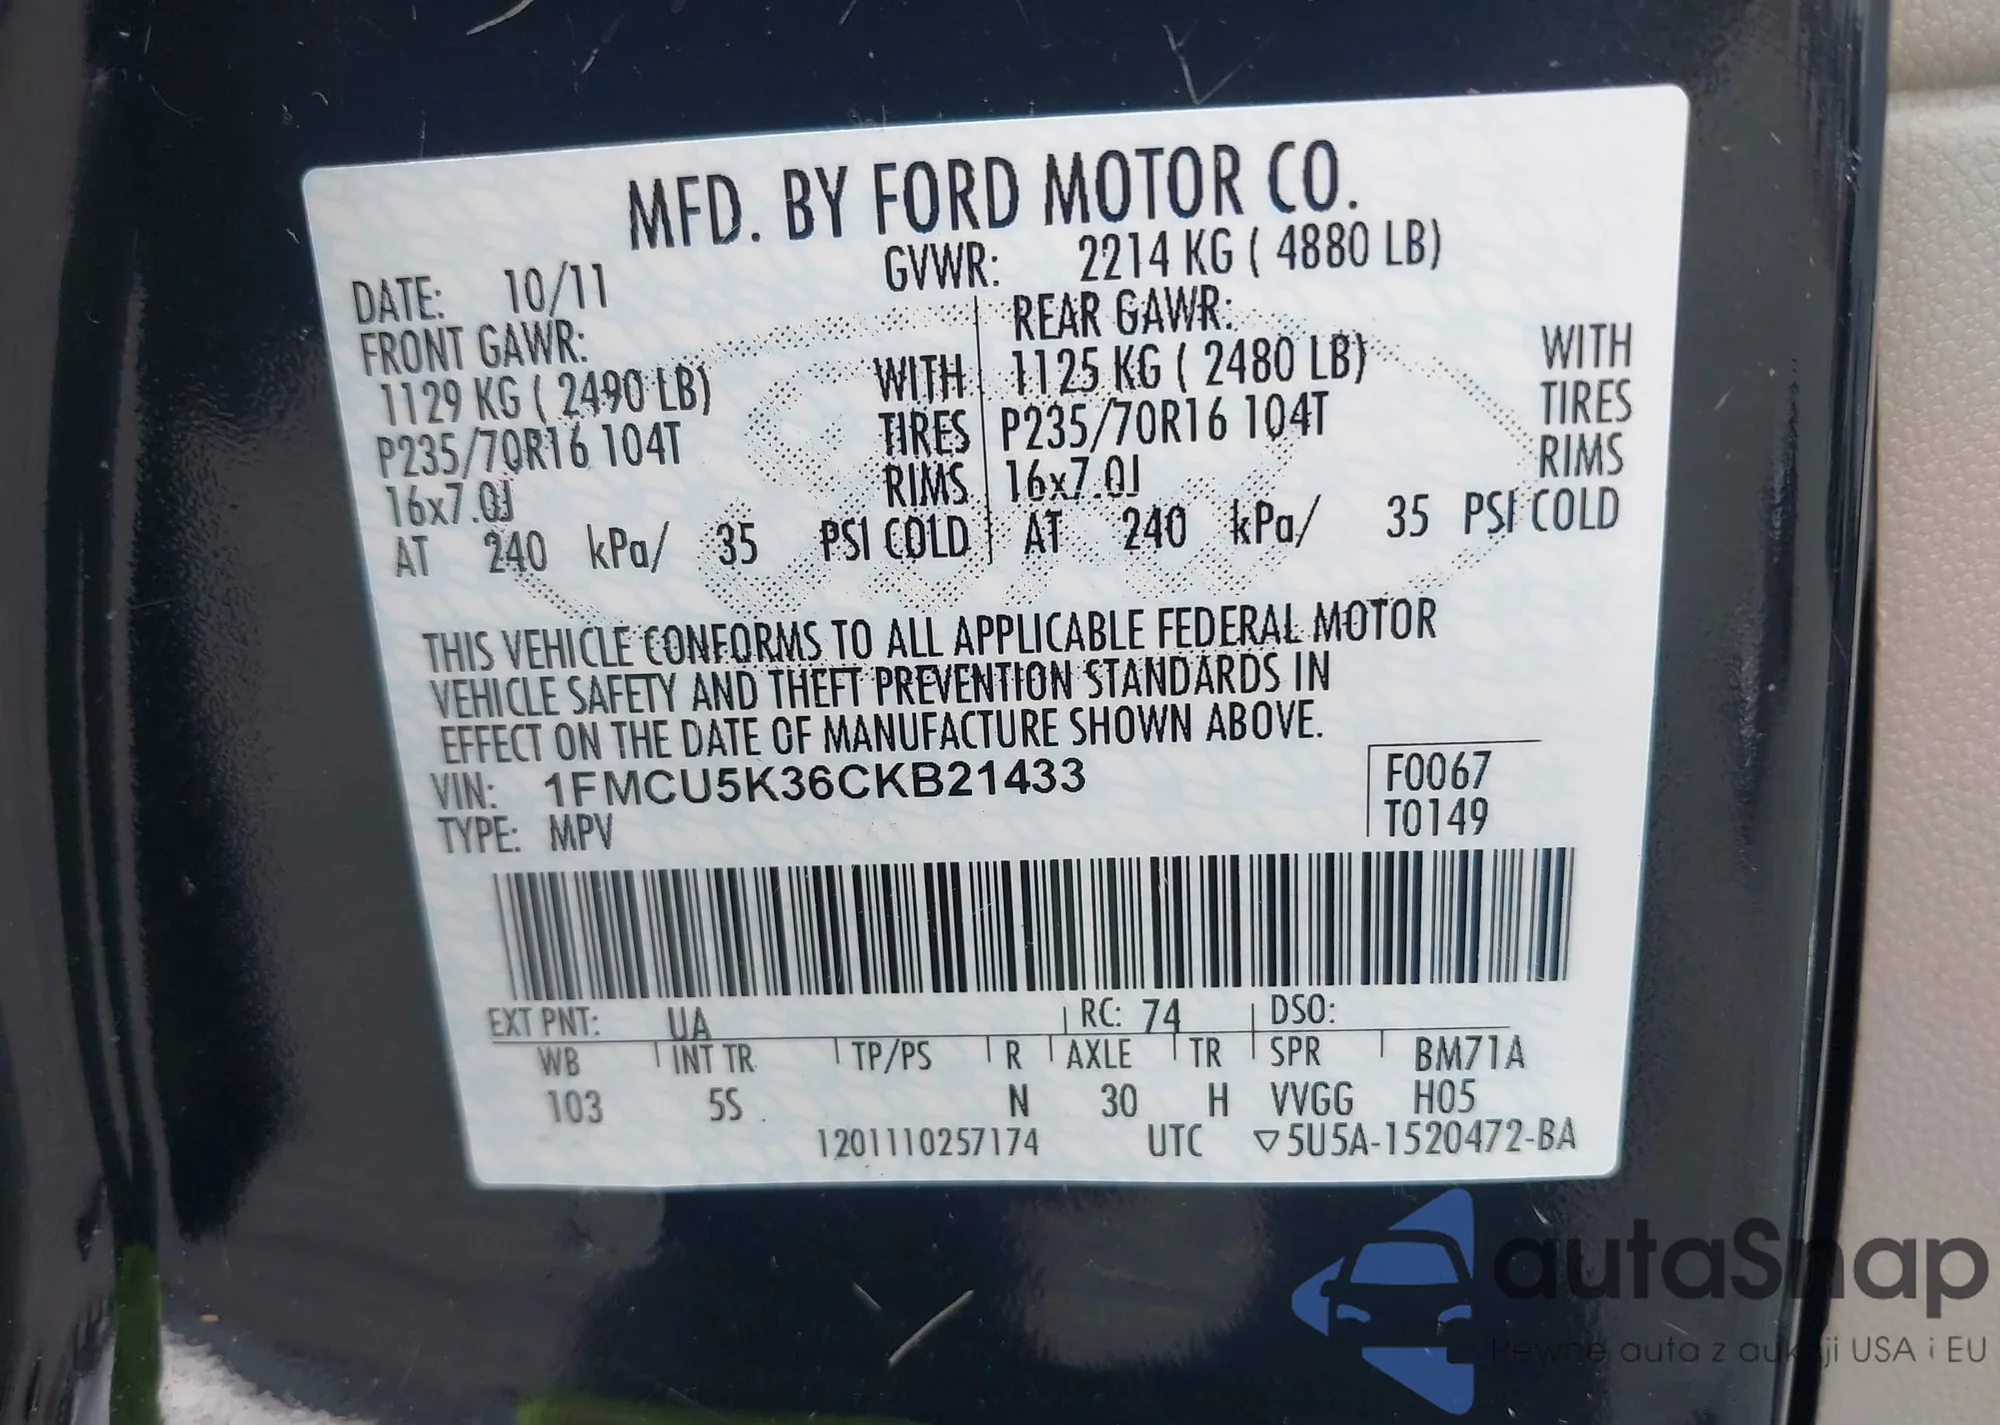 MFD. BY FORD MOTOR CO.
DATE: 10/11 GVWR: 2214 KG ( 4880 LB)
FRONT GAWR: REAR GAWR:
1129 KG ( 2490 LB) WITH 1125 KG ( 2480 LB) WITH
P235/70R16 104T TIRES P235/70R16 104T TIRES
16x7.0J RIMS 16x7.0J RIMS
AT 240 kPa/ 35 PSI COLD AT 240 kPa/ 35 PSI COLD
THIS VEHICLE CONFORMS TO ALL APPLICABLE FEDERAL MOTOR
VEHICLE SAFETY AND THEFT PREVENTION STANDARDS IN
EFFECT ON THE DATE OF MANUFACTURE SHOWN ABOVE.
VIN: 1FMCU5K36CKB21433 F0067
TYPE: MPV T0149
EXT PNT: UA RC: 74 DSO:
WB INT TR TP/PS R AXLE TR SPR BM71A
103 5S N 30 H VVGG H05
1201110257174 UTC ▽5U5A-1520472-BA
autaSnap
Pewne auta z aukcji USA i EU